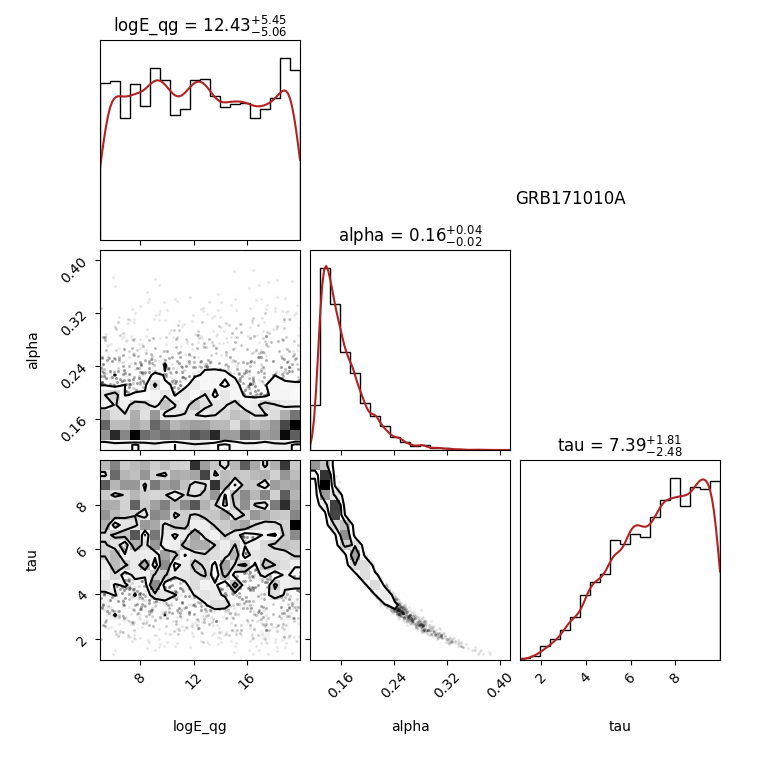 logE_qg = 12.43+5.45 −5.06
GRB171010A
alpha = 0.16+0.04 −0.02
0.40
0.32
0.24
0.16
alpha
tau = 7.39+1.81 −2.48
8
6
4
2
tau
8 12 16
0.16 0.24 0.32 0.40
2 4 6 8
logE_qg alpha tau